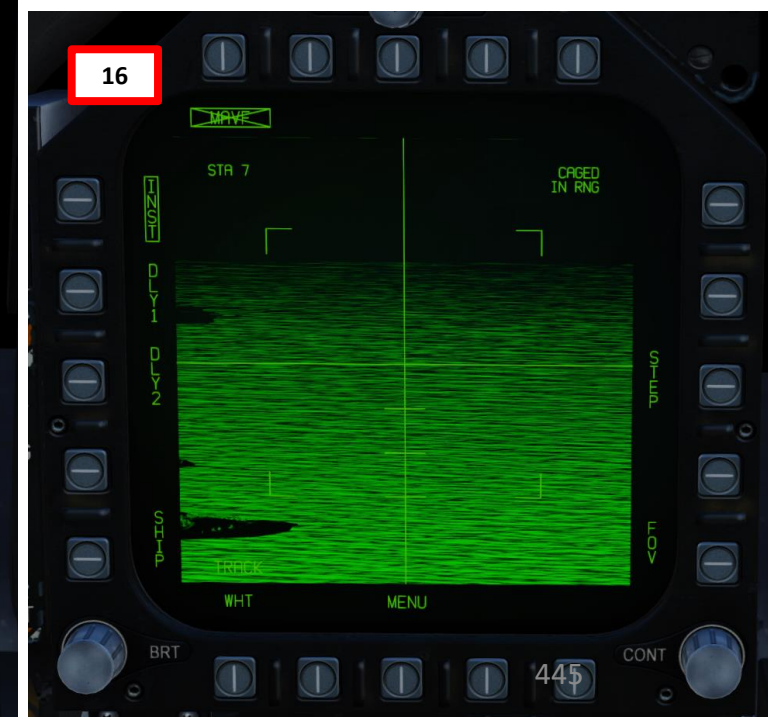 16
MAVF
STA 7
CAGED
IN RNG
INST
DLY1
DLY2
STEP
SHIP
FOV
TRACK
WHT
MENU
BRT
445
CONT